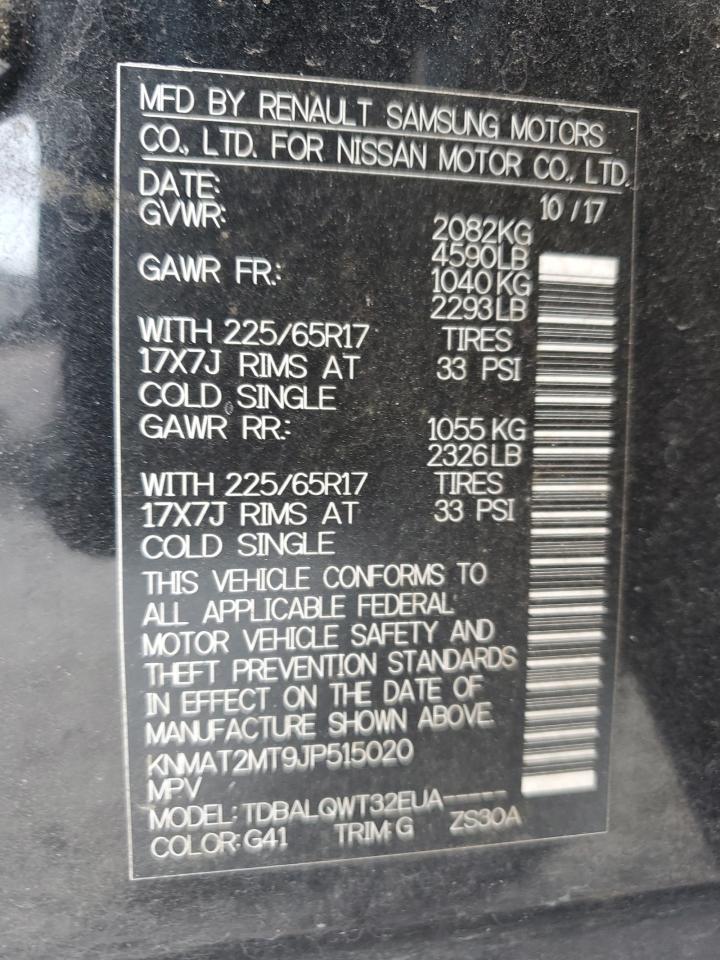 MFD BY RENAULT SAMSUNG MOTORS
CO., LTD. FOR NISSAN MOTOR CO., LTD.
DATE: 10/17
GVWR: 2082KG
4590LB
GAWR FR.: 1040KG
2293LB
WITH 225/65R17 TIRES
17X7J RIMS AT 33 PSI
COLD SINGLE
GAWR RR.: 1055KG
2326LB
WITH 225/65R17 TIRES
17X7J RIMS AT 33 PSI
COLD SINGLE
THIS VEHICLE CONFORMS TO
ALL APPLICABLE FEDERAL
MOTOR VEHICLE SAFETY AND
THEFT PREVENTION STANDARDS
IN EFFECT ON THE DATE OF
MANUFACTURE SHOWN ABOVE.
KNMAT2MT9JP515020
MPV
MODEL: TDBALQWT32EUA-----
COLOR: G41 TRIM: G ZS30A